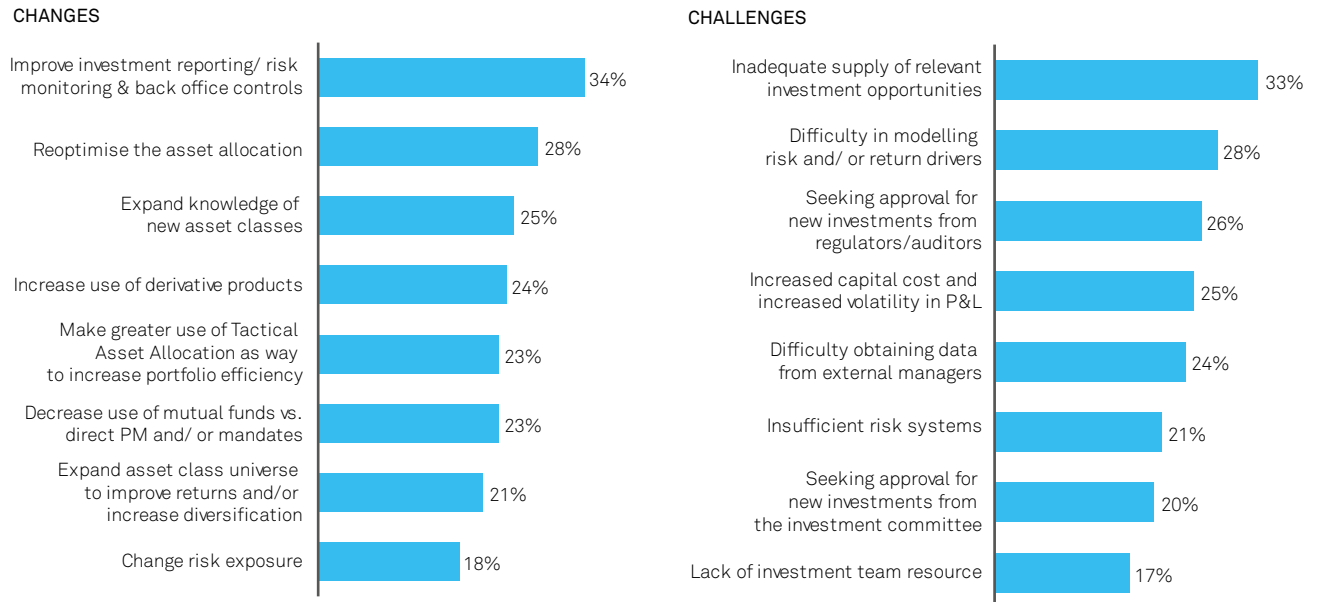 CHANGES
Improve investment reporting/ risk
monitoring & back office controls
34%
Reoptimise the asset allocation
28%
Expand knowledge of
new asset classes
25%
Increase use of derivative products
24%
Make greater use of Tactical
Asset Allocation as way
to increase portfolio efficiency
23%
Decrease use of mutual funds vs.
direct PM and/ or mandates
23%
Expand asset class universe
to improve returns and/or
increase diversification
21%
Change risk exposure
18%
CHALLENGES
Inadequate supply of relevant
investment opportunities
33%
Difficulty in modelling
risk and/ or return drivers
28%
Seeking approval for
new investments from
regulators/auditors
26%
Increased capital cost and
increased volatility in P&L
25%
Difficulty obtaining data
from external managers
24%
Insufficient risk systems
21%
Seeking approval for
new investments from
the investment committee
20%
Lack of investment team resource
17%